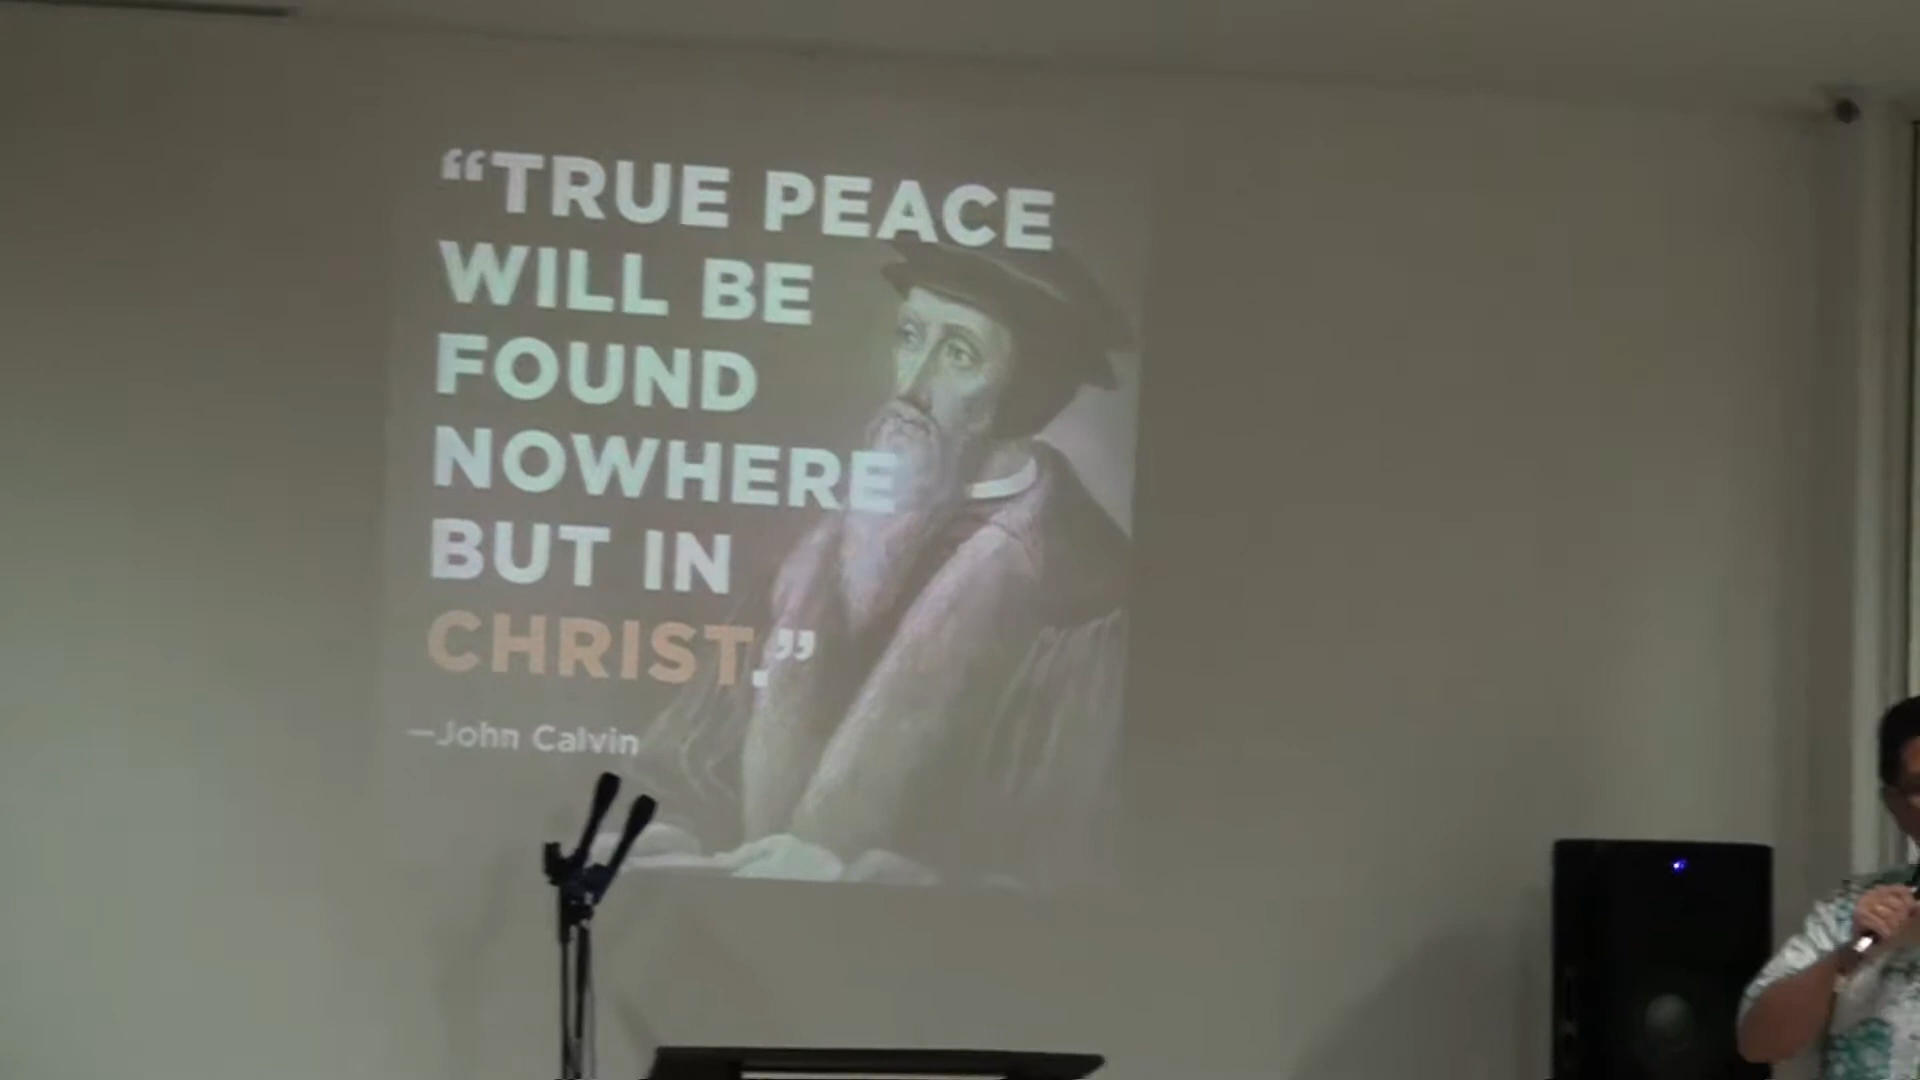 “TRUE PEACE
WILL BE
FOUND
NOWHERE
BUT IN
CHRIST.”
—John Calvin